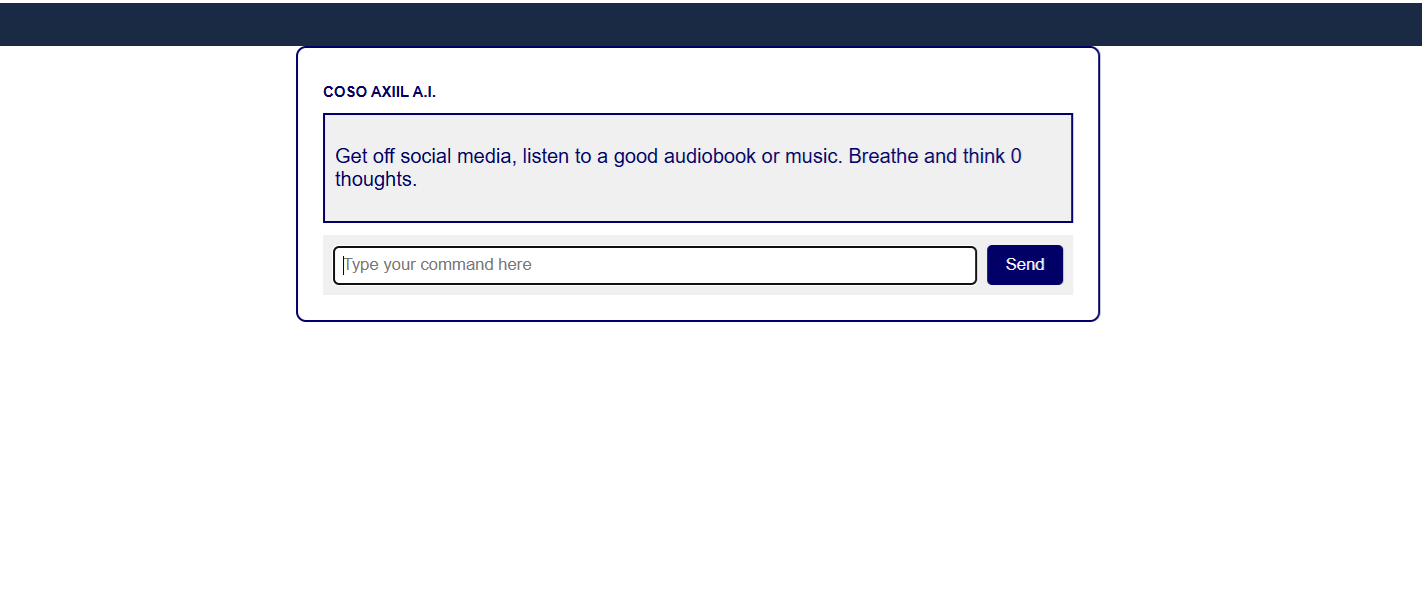 COSO AXIIL A.I.
Get off social media, listen to a good audiobook or music. Breathe and think 0
thoughts.
Type your command here
Send